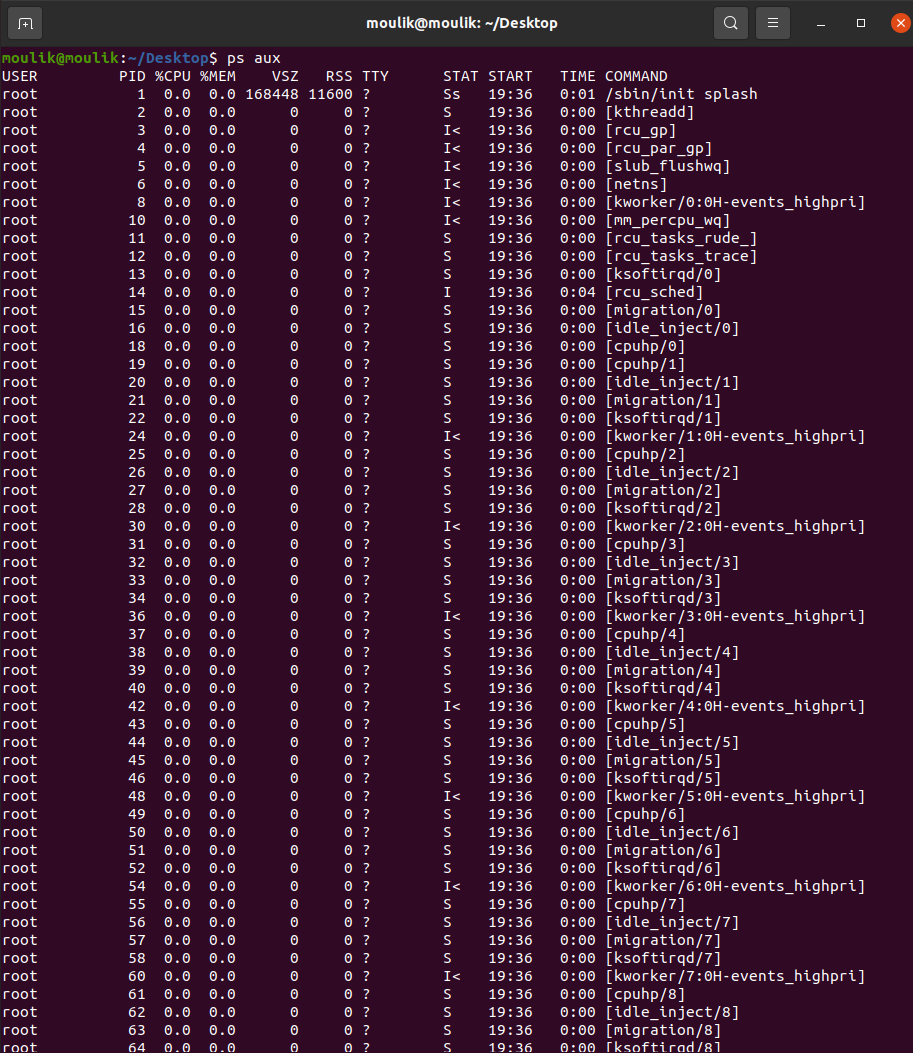 moulik@moulik: ~/Desktop
moulik@moulik:~/Desktop$ ps aux
USER         PID %CPU %MEM    VSZ   RSS TTY      STAT START   TIME COMMAND
root           1  0.0  0.0 168448 11600 ?        Ss   19:36   0:01 /sbin/init splash
root           2  0.0  0.0      0     0 ?        S    19:36   0:00 [kthreadd]
root           3  0.0  0.0      0     0 ?        I<   19:36   0:00 [rcu_gp]
root           4  0.0  0.0      0     0 ?        I<   19:36   0:00 [rcu_par_gp]
root           5  0.0  0.0      0     0 ?        I<   19:36   0:00 [slub_flushwq]
root           6  0.0  0.0      0     0 ?        I<   19:36   0:00 [netns]
root           8  0.0  0.0      0     0 ?        I<   19:36   0:00 [kworker/0:0H-events_highpri]
root          10  0.0  0.0      0     0 ?        I<   19:36   0:00 [mm_percpu_wq]
root          11  0.0  0.0      0     0 ?        S    19:36   0:00 [rcu_tasks_rude_]
root          12  0.0  0.0      0     0 ?        S    19:36   0:00 [rcu_tasks_trace]
root          13  0.0  0.0      0     0 ?        S    19:36   0:00 [ksoftirqd/0]
root          14  0.0  0.0      0     0 ?        I    19:36   0:04 [rcu_sched]
root          15  0.0  0.0      0     0 ?        S    19:36   0:00 [migration/0]
root          16  0.0  0.0      0     0 ?        S    19:36   0:00 [idle_inject/0]
root          18  0.0  0.0      0     0 ?        S    19:36   0:00 [cpuhp/0]
root          19  0.0  0.0      0     0 ?        S    19:36   0:00 [cpuhp/1]
root          20  0.0  0.0      0     0 ?        S    19:36   0:00 [idle_inject/1]
root          21  0.0  0.0      0     0 ?        S    19:36   0:00 [migration/1]
root          22  0.0  0.0      0     0 ?        S    19:36   0:00 [ksoftirqd/1]
root          24  0.0  0.0      0     0 ?        I<   19:36   0:00 [kworker/1:0H-events_highpri]
root          25  0.0  0.0      0     0 ?        S    19:36   0:00 [cpuhp/2]
root          26  0.0  0.0      0     0 ?        S    19:36   0:00 [idle_inject/2]
root          27  0.0  0.0      0     0 ?        S    19:36   0:00 [migration/2]
root          28  0.0  0.0      0     0 ?        S    19:36   0:00 [ksoftirqd/2]
root          30  0.0  0.0      0     0 ?        I<   19:36   0:00 [kworker/2:0H-events_highpri]
root          31  0.0  0.0      0     0 ?        S    19:36   0:00 [cpuhp/3]
root          32  0.0  0.0      0     0 ?        S    19:36   0:00 [idle_inject/3]
root          33  0.0  0.0      0     0 ?        S    19:36   0:00 [migration/3]
root          34  0.0  0.0      0     0 ?        S    19:36   0:00 [ksoftirqd/3]
root          36  0.0  0.0      0     0 ?        I<   19:36   0:00 [kworker/3:0H-events_highpri]
root          37  0.0  0.0      0     0 ?        S    19:36   0:00 [cpuhp/4]
root          38  0.0  0.0      0     0 ?        S    19:36   0:00 [idle_inject/4]
root          39  0.0  0.0      0     0 ?        S    19:36   0:00 [migration/4]
root          40  0.0  0.0      0     0 ?        S    19:36   0:00 [ksoftirqd/4]
root          42  0.0  0.0      0     0 ?        I<   19:36   0:00 [kworker/4:0H-events_highpri]
root          43  0.0  0.0      0     0 ?        S    19:36   0:00 [cpuhp/5]
root          44  0.0  0.0      0     0 ?        S    19:36   0:00 [idle_inject/5]
root          45  0.0  0.0      0     0 ?        S    19:36   0:00 [migration/5]
root          46  0.0  0.0      0     0 ?        S    19:36   0:00 [ksoftirqd/5]
root          48  0.0  0.0      0     0 ?        I<   19:36   0:00 [kworker/5:0H-events_highpri]
root          49  0.0  0.0      0     0 ?        S    19:36   0:00 [cpuhp/6]
root          50  0.0  0.0      0     0 ?        S    19:36   0:00 [idle_inject/6]
root          51  0.0  0.0      0     0 ?        S    19:36   0:00 [migration/6]
root          52  0.0  0.0      0     0 ?        S    19:36   0:00 [ksoftirqd/6]
root          54  0.0  0.0      0     0 ?        I<   19:36   0:00 [kworker/6:0H-events_highpri]
root          55  0.0  0.0      0     0 ?        S    19:36   0:00 [cpuhp/7]
root          56  0.0  0.0      0     0 ?        S    19:36   0:00 [idle_inject/7]
root          57  0.0  0.0      0     0 ?        S    19:36   0:00 [migration/7]
root          58  0.0  0.0      0     0 ?        S    19:36   0:00 [ksoftirqd/7]
root          60  0.0  0.0      0     0 ?        I<   19:36   0:00 [kworker/7:0H-events_highpri]
root          61  0.0  0.0      0     0 ?        S    19:36   0:00 [cpuhp/8]
root          62  0.0  0.0      0     0 ?        S    19:36   0:00 [idle_inject/8]
root          63  0.0  0.0      0     0 ?        S    19:36   0:00 [migration/8]
root          64  0.0  0.0      0     0 ?        S    19:36   0:00 [ksoftirqd/8]